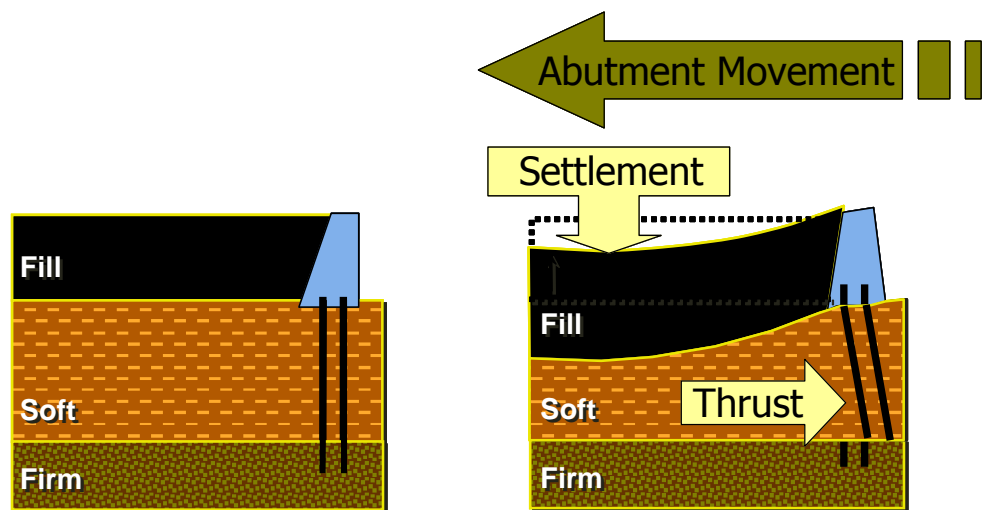 Abutment Movement
Settlement
Fill
Soft
Firm
Fill
Soft
Thrust
Firm